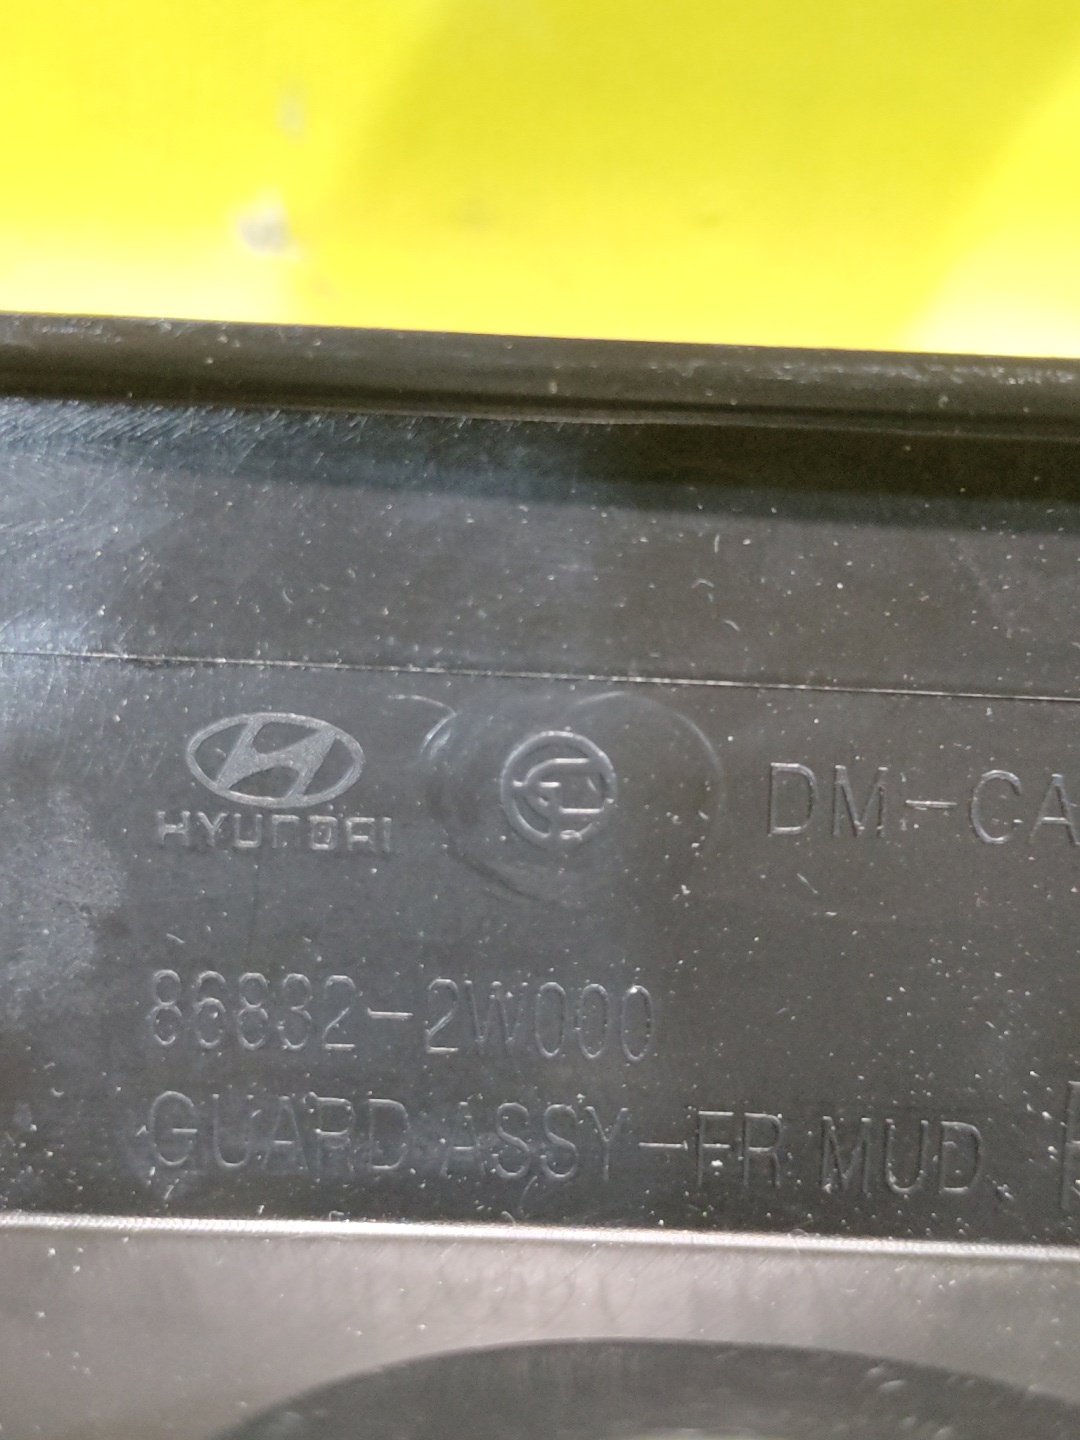 HYUNDAI
DM-CA
86832-2W000
GUARD ASSY-FR MUD,